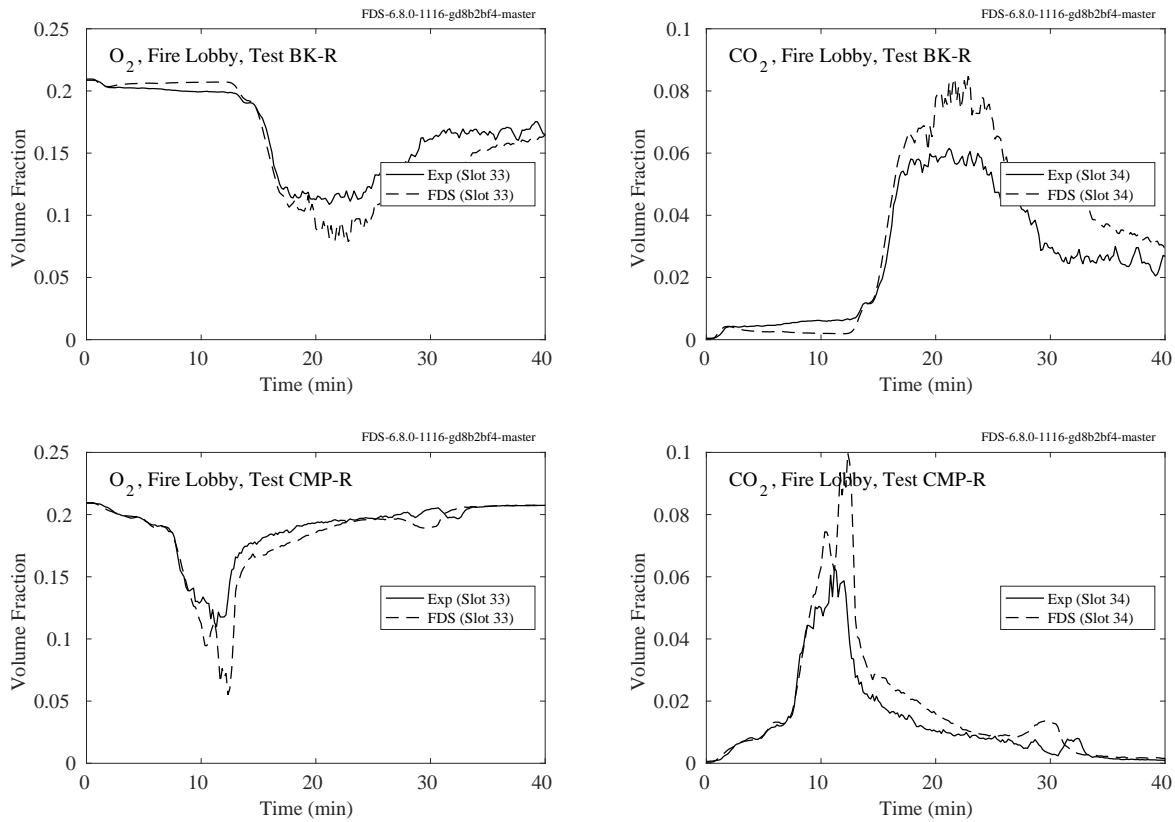 FDS-6.8.0-1116-gd8b2bf4-master
O2, Fire Lobby, Test BK-R
Volume Fraction
0.25
0.2
0.15
0.1
0.05
0
Exp (Slot 33)
FDS (Slot 33)
0 10 20 30 40
Time (min)
FDS-6.8.0-1116-gd8b2bf4-master
CO2, Fire Lobby, Test BK-R
Volume Fraction
0.1
0.08
0.06
0.04
0.02
0
Exp (Slot 34)
FDS (Slot 34)
0 10 20 30 40
Time (min)
FDS-6.8.0-1116-gd8b2bf4-master
O2, Fire Lobby, Test CMP-R
Volume Fraction
0.25
0.2
0.15
0.1
0.05
0
Exp (Slot 33)
FDS (Slot 33)
0 10 20 30 40
Time (min)
FDS-6.8.0-1116-gd8b2bf4-master
CO2, Fire Lobby, Test CMP-R
Volume Fraction
0.1
0.08
0.06
0.04
0.02
0
Exp (Slot 34)
FDS (Slot 34)
0 10 20 30 40
Time (min)